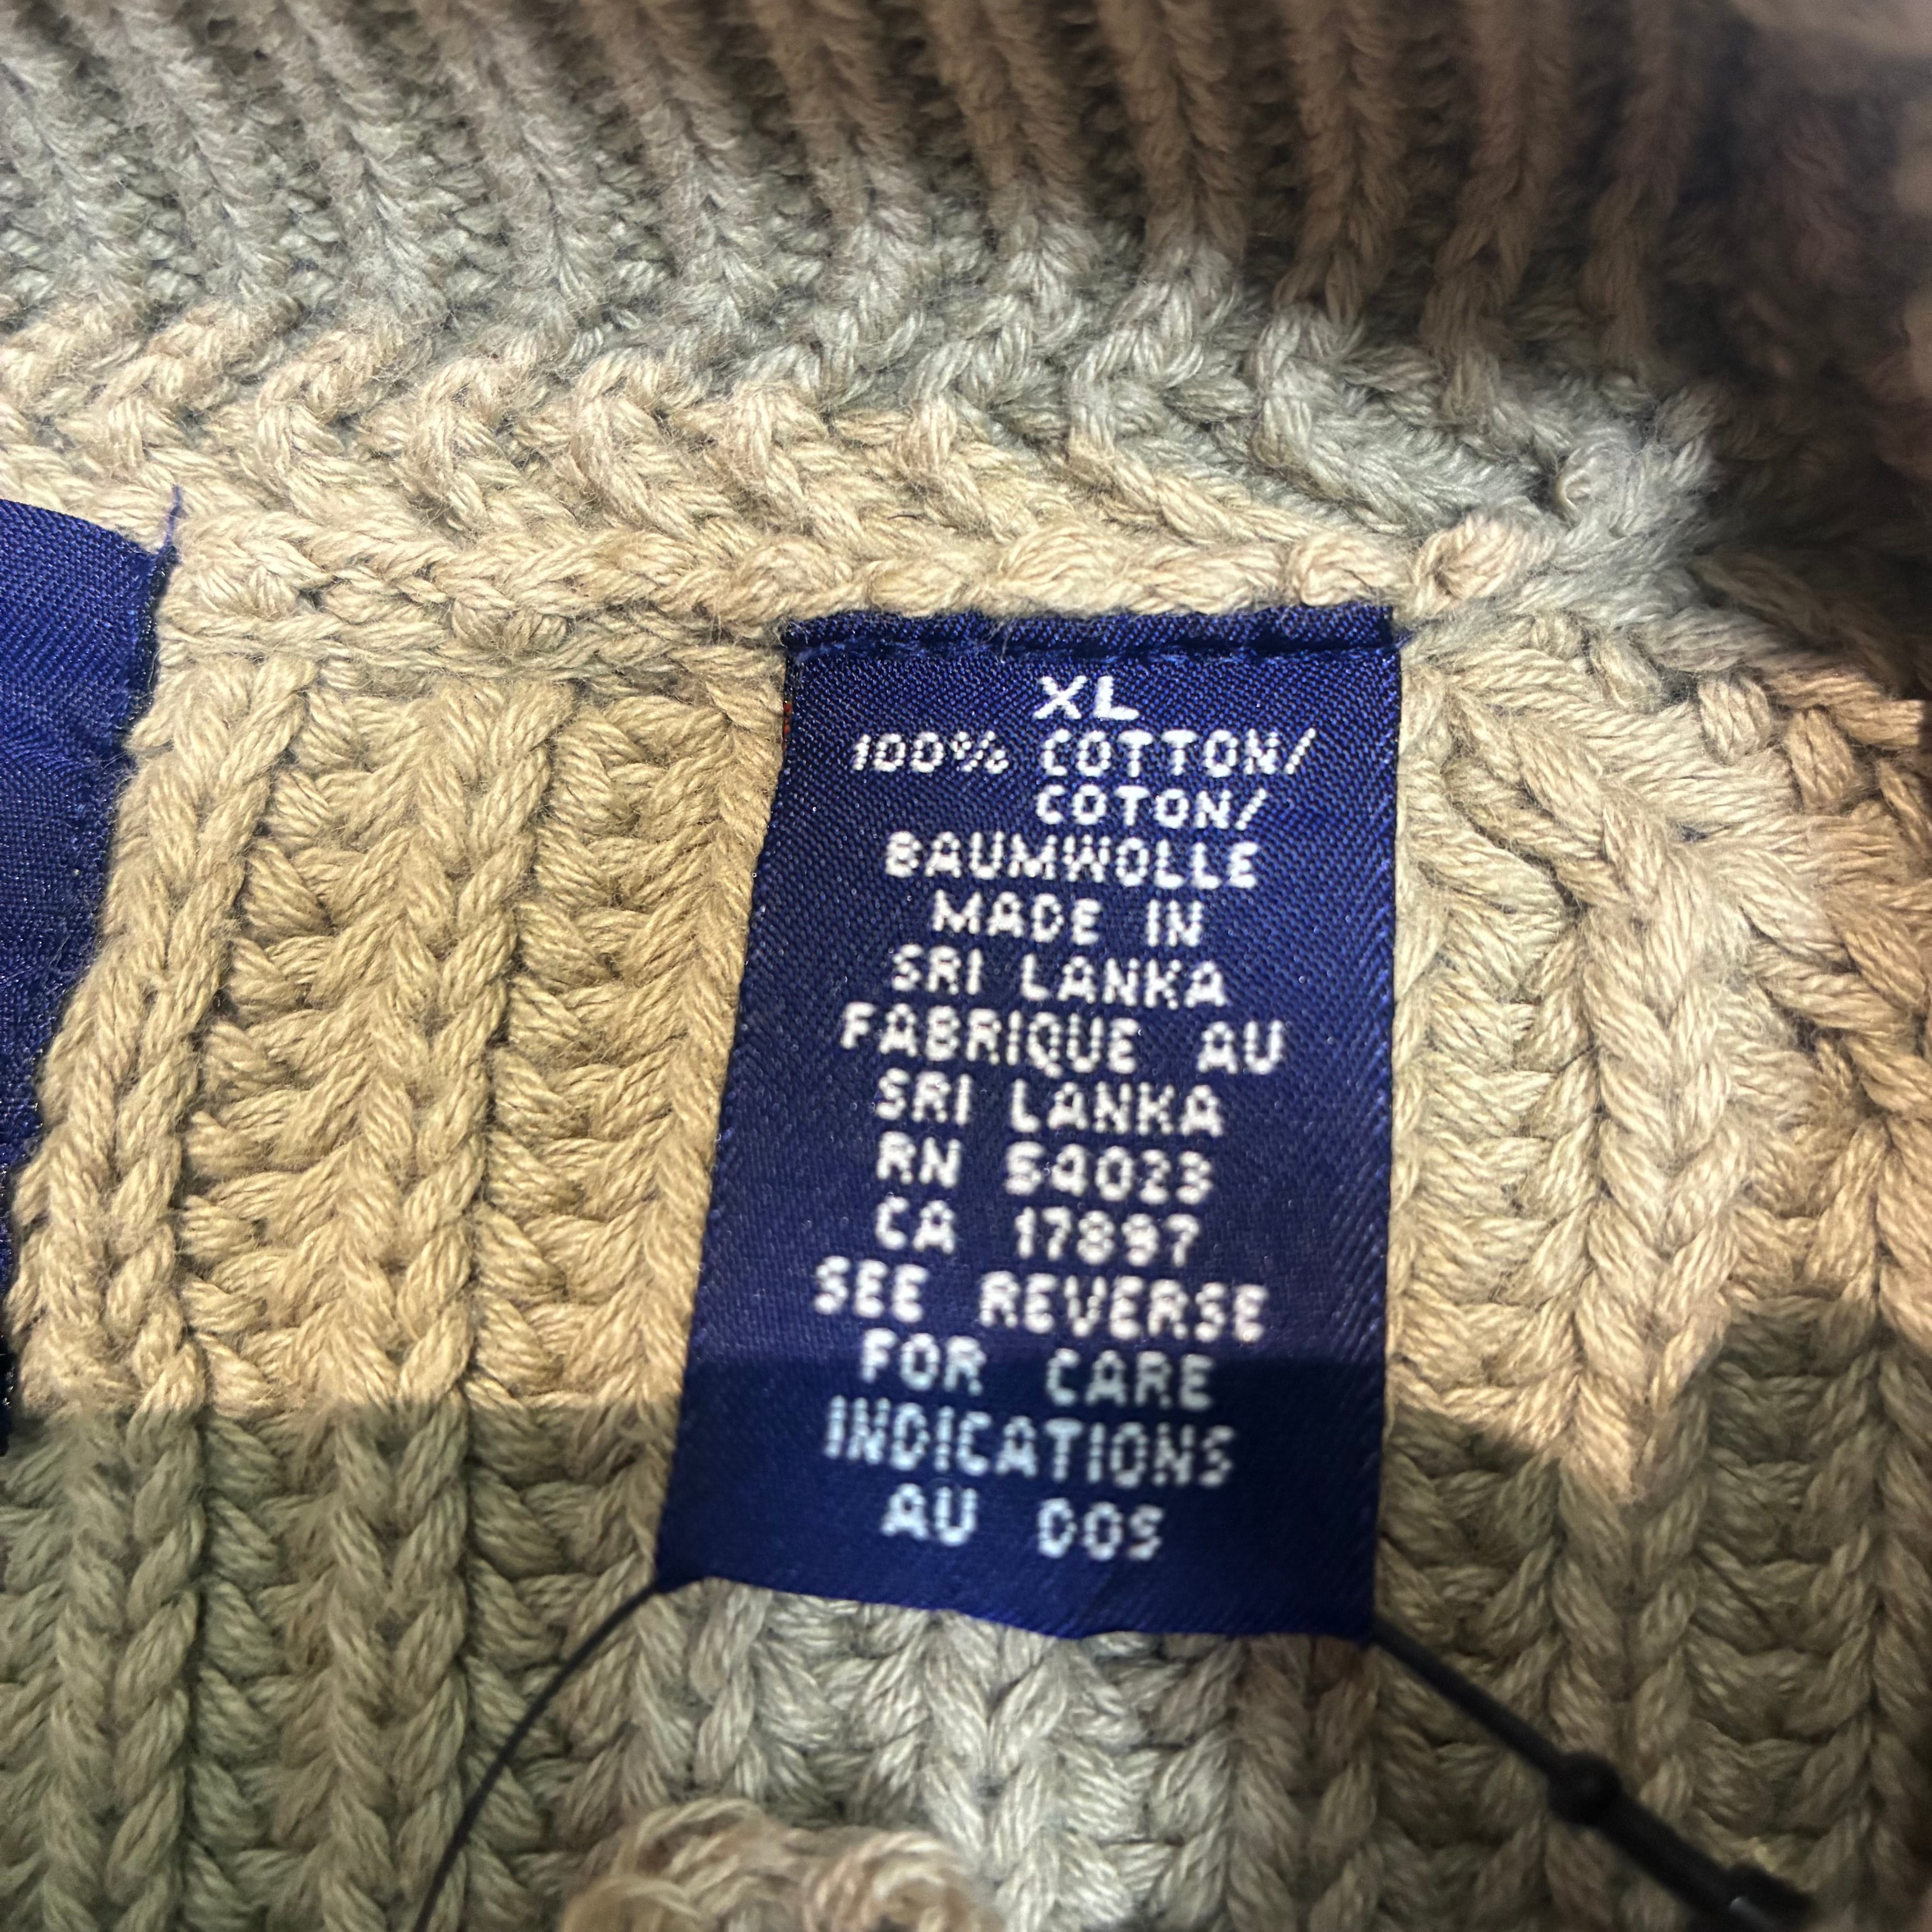 XL
100% COTTON/
COTON/
BAUMWOLLE
MADE IN
SRI LANKA
FABRIQUE AU
SRI LANKA
RN 54023
CA 17897
SEE REVERSE
FOR CARE
INDICATIONS
AU DOS